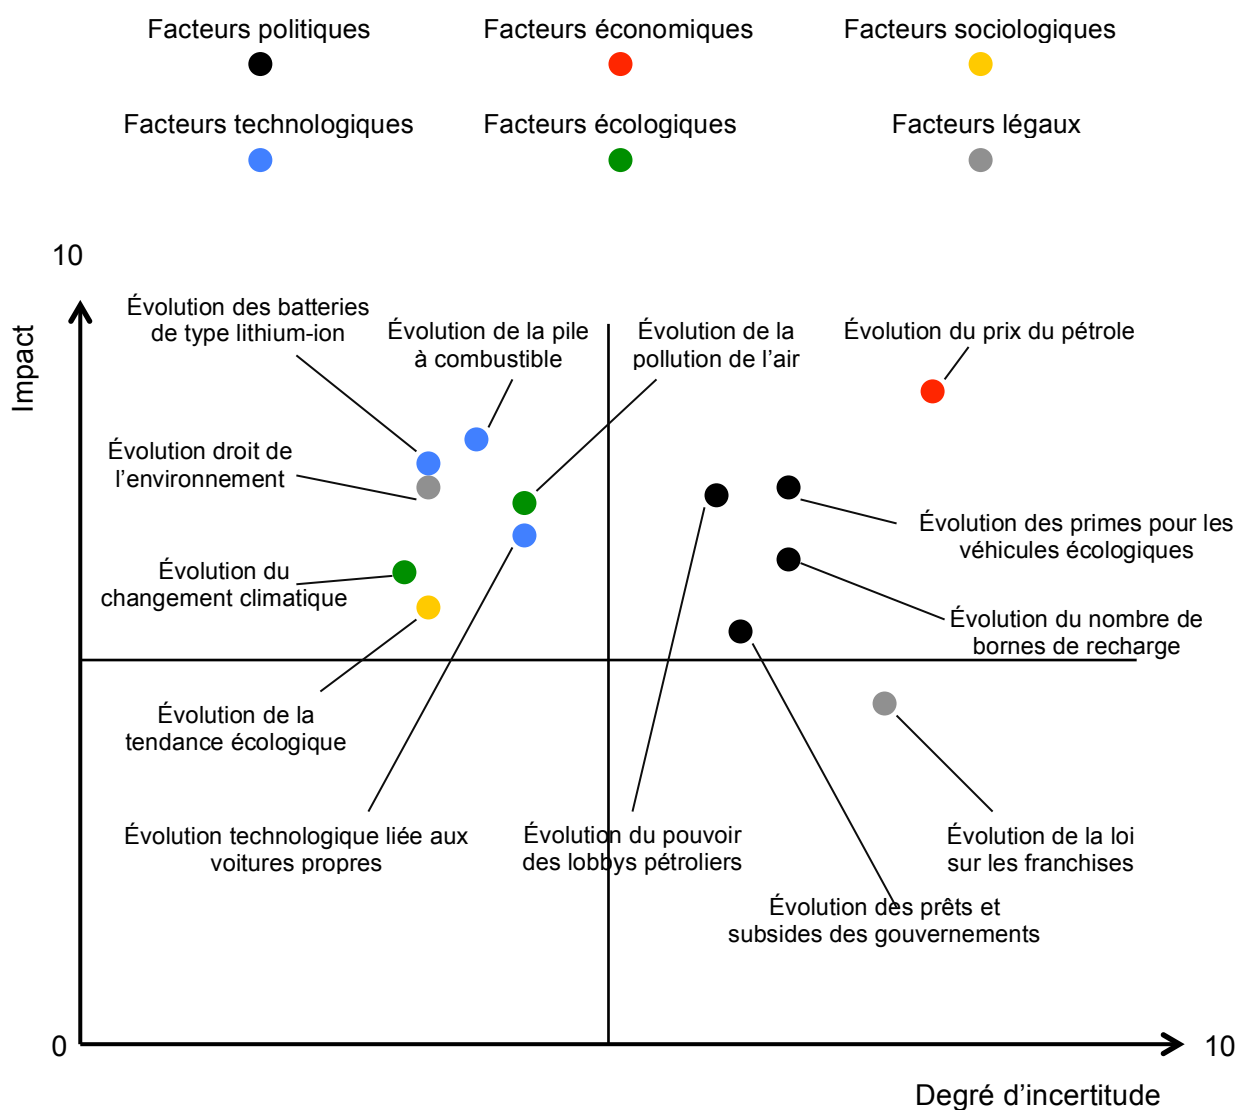 Facteurs politiques
Facteurs économiques
Facteurs sociologiques
Facteurs technologiques
Facteurs écologiques
Facteurs légaux
10
Impact
Évolution des batteries
de type lithium-ion
Évolution de la pile
à combustible
Évolution de la
pollution de l’air
Évolution du prix du pétrole
Évolution droit de
l’environnement
Évolution des primes pour les
véhicules écologiques
Évolution du
changement climatique
Évolution du nombre de
bornes de recharge
Évolution de la
tendance écologique
Évolution technologique liée aux
voitures propres
Évolution du pouvoir
des lobbys pétroliers
Évolution de la loi
sur les franchises
Évolution des prêts et
subsides des gouvernements
0
10
Degré d’incertitude